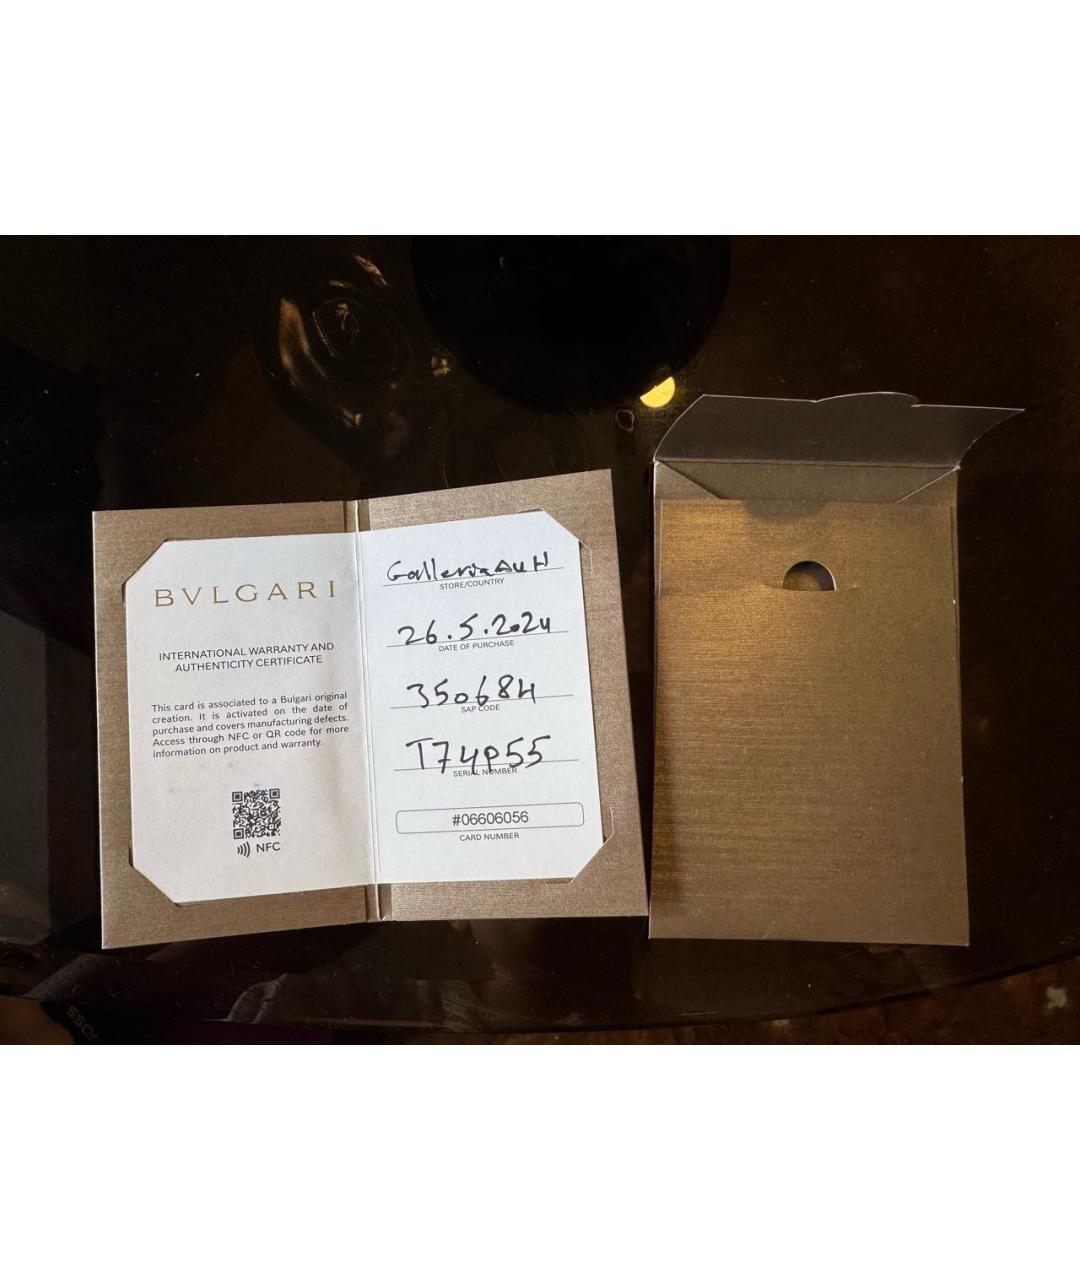 BVLGARI
INTERNATIONAL WARRANTY AND
AUTHENTICITY CERTIFICATE
This card is associated to a Bulgari original
creation. It is activated on the date of
purchase and covers manufacturing defects.
Access through NFC or QR code for more
information on product and warranty.
NFC
Galleria AUH
STORE/COUNTRY
26.5.2024
DATE OF PURCHASE
350684
SAP CODE
T74P55
SERIAL NUMBER
#06606056
CARD NUMBER